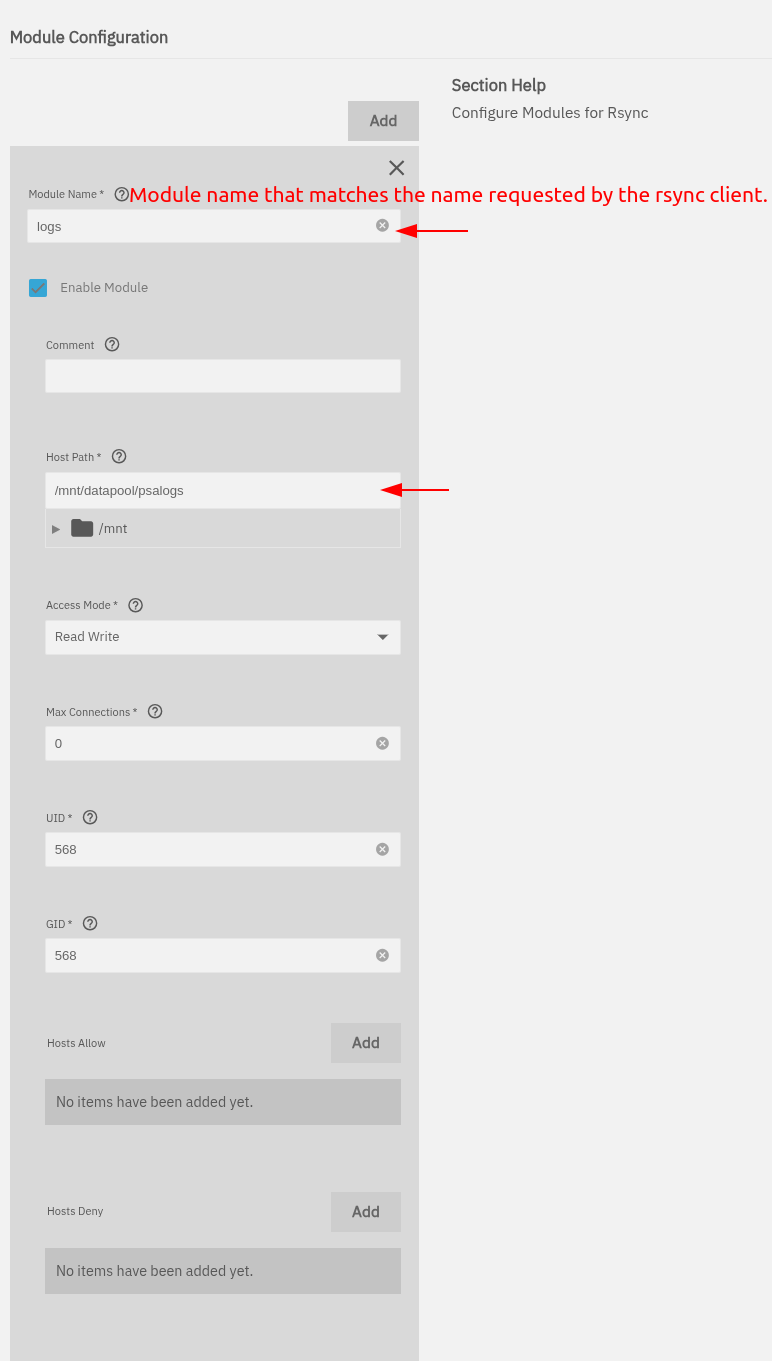 Module Configuration
Section Help
Configure Modules for Rsync
Add
Module Name *
Module name that matches the name requested by the rsync client.
logs
Enable Module
Comment
Host Path *
/mnt/datapool/psalogs
/mnt
Access Mode *
Read Write
Max Connections *
0
UID *
568
GID *
568
Hosts Allow
Add
No items have been added yet.
Hosts Deny
Add
No items have been added yet.